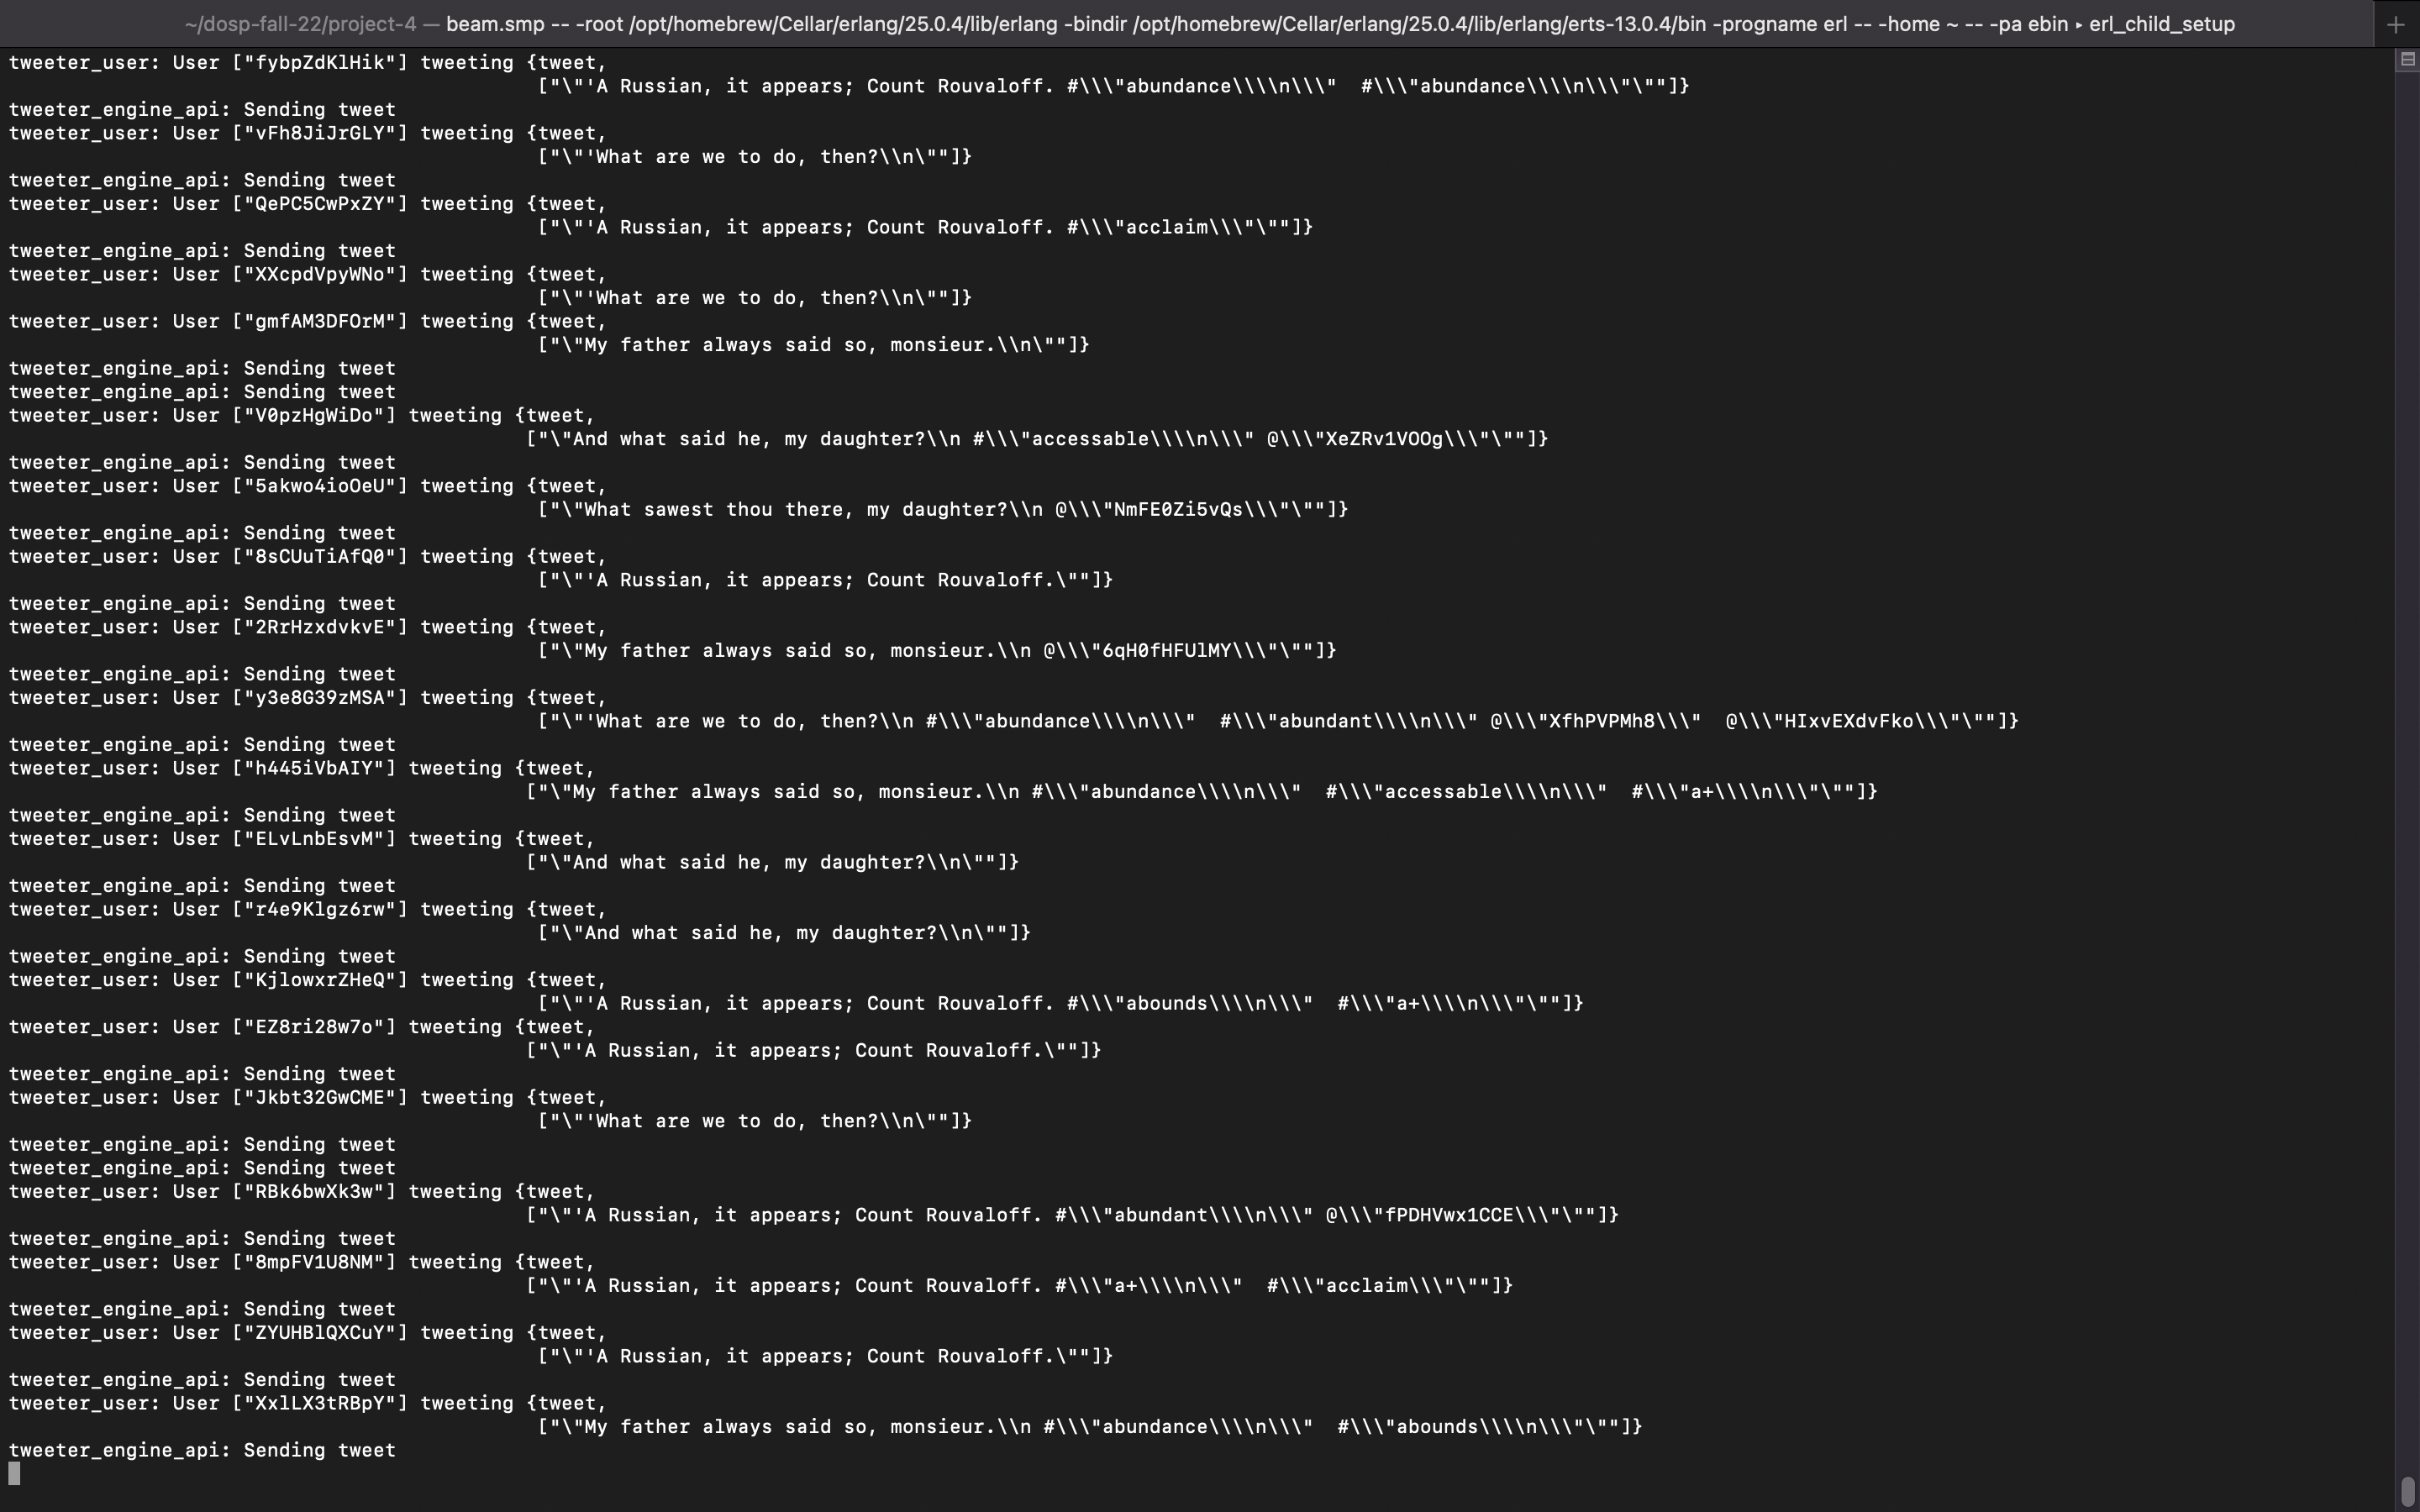 ~/dosp-fall-22/project-4 — beam.smp -- -root /opt/homebrew/Cellar/erlang/25.0.4/lib/erlang -bindir /opt/homebrew/Cellar/erlang/25.0.4/lib/erlang/erts-13.0.4/bin -progname erl -- -home ~ -- -pa ebin ▸ erl_child_setup
tweeter_user: User ["fybpZdKlHik"] tweeting {tweet,
["\"'A Russian, it appears; Count Rouvaloff. #\\\"abundance\\\\n\\\"  #\\\"abundance\\\\n\\\"\""]}
tweeter_engine_api: Sending tweet
tweeter_user: User ["vFh8JiJrGLY"] tweeting {tweet,
["\"'What are we to do, then?\\n\""]}
tweeter_engine_api: Sending tweet
tweeter_user: User ["QePC5CwPxZY"] tweeting {tweet,
["\"'A Russian, it appears; Count Rouvaloff. #\\\"acclaim\\\"\""]}
tweeter_engine_api: Sending tweet
tweeter_user: User ["XXcpdVpyWNo"] tweeting {tweet,
["\"'What are we to do, then?\\n\""]}
tweeter_user: User ["gmfAM3DFOrM"] tweeting {tweet,
["\"My father always said so, monsieur.\\n\""]}
tweeter_engine_api: Sending tweet
tweeter_engine_api: Sending tweet
tweeter_user: User ["V0pzHgWiDo"] tweeting {tweet,
["\"And what said he, my daughter?\\n #\\\"accessable\\\\n\\\" @\\\"XeZRv1VOOg\\\"\""]}
tweeter_engine_api: Sending tweet
tweeter_user: User ["5akwo4ioOeU"] tweeting {tweet,
["\"What sawest thou there, my daughter?\\n @\\\"NmFE0Zi5vQs\\\"\""]}
tweeter_engine_api: Sending tweet
tweeter_user: User ["8sCUuTiAfQ0"] tweeting {tweet,
["\"'A Russian, it appears; Count Rouvaloff.\""]}
tweeter_engine_api: Sending tweet
tweeter_user: User ["2RrHzxdvkvE"] tweeting {tweet,
["\"My father always said so, monsieur.\\n @\\\"6qH0fHFUlMY\\\"\""]}
tweeter_engine_api: Sending tweet
tweeter_user: User ["y3e8G39zMSA"] tweeting {tweet,
["\"'What are we to do, then?\\n #\\\"abundance\\\\n\\\"  #\\\"abundant\\\\n\\\" @\\\"XfhPVPMh8\\\"  @\\\"HIxvEXdvFko\\\"\""]}
tweeter_engine_api: Sending tweet
tweeter_user: User ["h445iVbAIY"] tweeting {tweet,
["\"My father always said so, monsieur.\\n #\\\"abundance\\\\n\\\"  #\\\"accessable\\\\n\\\"  #\\\"a+\\\\n\\\"\""]}
tweeter_engine_api: Sending tweet
tweeter_user: User ["ELvLnbEsvM"] tweeting {tweet,
["\"And what said he, my daughter?\\n\""]}
tweeter_engine_api: Sending tweet
tweeter_user: User ["r4e9Klgz6rw"] tweeting {tweet,
["\"And what said he, my daughter?\\n\""]}
tweeter_engine_api: Sending tweet
tweeter_user: User ["KjlowxrZHeQ"] tweeting {tweet,
["\"'A Russian, it appears; Count Rouvaloff. #\\\"abounds\\\\n\\\"  #\\\"a+\\\\n\\\"\""]}
tweeter_user: User ["EZ8ri28w7o"] tweeting {tweet,
["\"'A Russian, it appears; Count Rouvaloff.\""]}
tweeter_engine_api: Sending tweet
tweeter_user: User ["Jkbt32GwCME"] tweeting {tweet,
["\"'What are we to do, then?\\n\""]}
tweeter_engine_api: Sending tweet
tweeter_engine_api: Sending tweet
tweeter_user: User ["RBk6bwXk3w"] tweeting {tweet,
["\"'A Russian, it appears; Count Rouvaloff. #\\\"abundant\\\\n\\\" @\\\"fPDHVwx1CCE\\\"\""]}
tweeter_engine_api: Sending tweet
tweeter_user: User ["8mpFV1U8NM"] tweeting {tweet,
["\"'A Russian, it appears; Count Rouvaloff. #\\\"a+\\\\n\\\"  #\\\"acclaim\\\"\""]}
tweeter_engine_api: Sending tweet
tweeter_user: User ["ZYUHBlQXCuY"] tweeting {tweet,
["\"'A Russian, it appears; Count Rouvaloff.\""]}
tweeter_engine_api: Sending tweet
tweeter_user: User ["XxlLX3tRBpY"] tweeting {tweet,
["\"My father always said so, monsieur.\\n #\\\"abundance\\\\n\\\"  #\\\"abounds\\\\n\\\"\""]}
tweeter_engine_api: Sending tweet